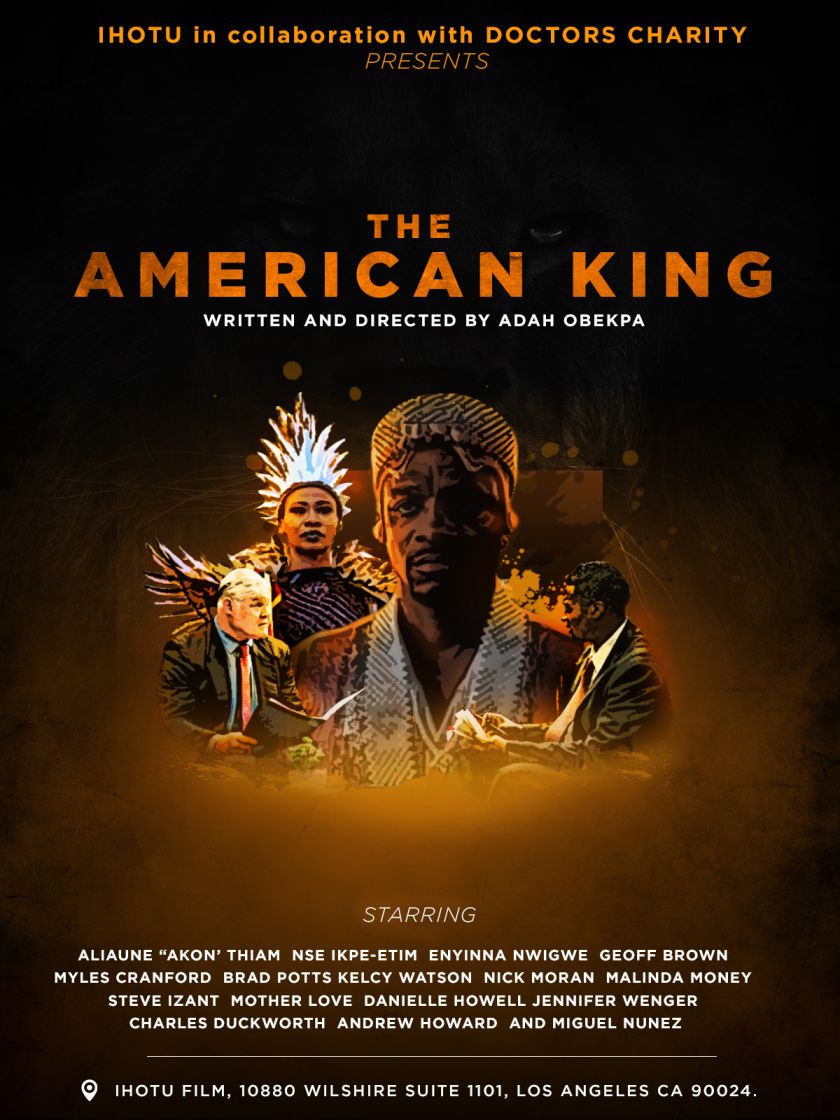 IHOTU in collaboration with DOCTORS CHARITY
PRESENTS
THE
AMERICAN KING
WRITTEN AND DIRECTED BY ADAH OBEKPA
STARRING
ALIAUNE “AKON’ THIAM NSE IKPE-ETIM ENYINNA NWIGWE GEOFF BROWN
MYLES CRANFORD BRAD POTTS KELCY WATSON NICK MORAN MALINDA MONEY
STEVE IZANT MOTHER LOVE DANIELLE HOWELL JENNIFER WENGER
CHARLES DUCKWORTH ANDREW HOWARD AND MIGUEL NUNEZ
IHOTU FILM, 10880 WILSHIRE SUITE 1101, LOS ANGELES CA 90024.